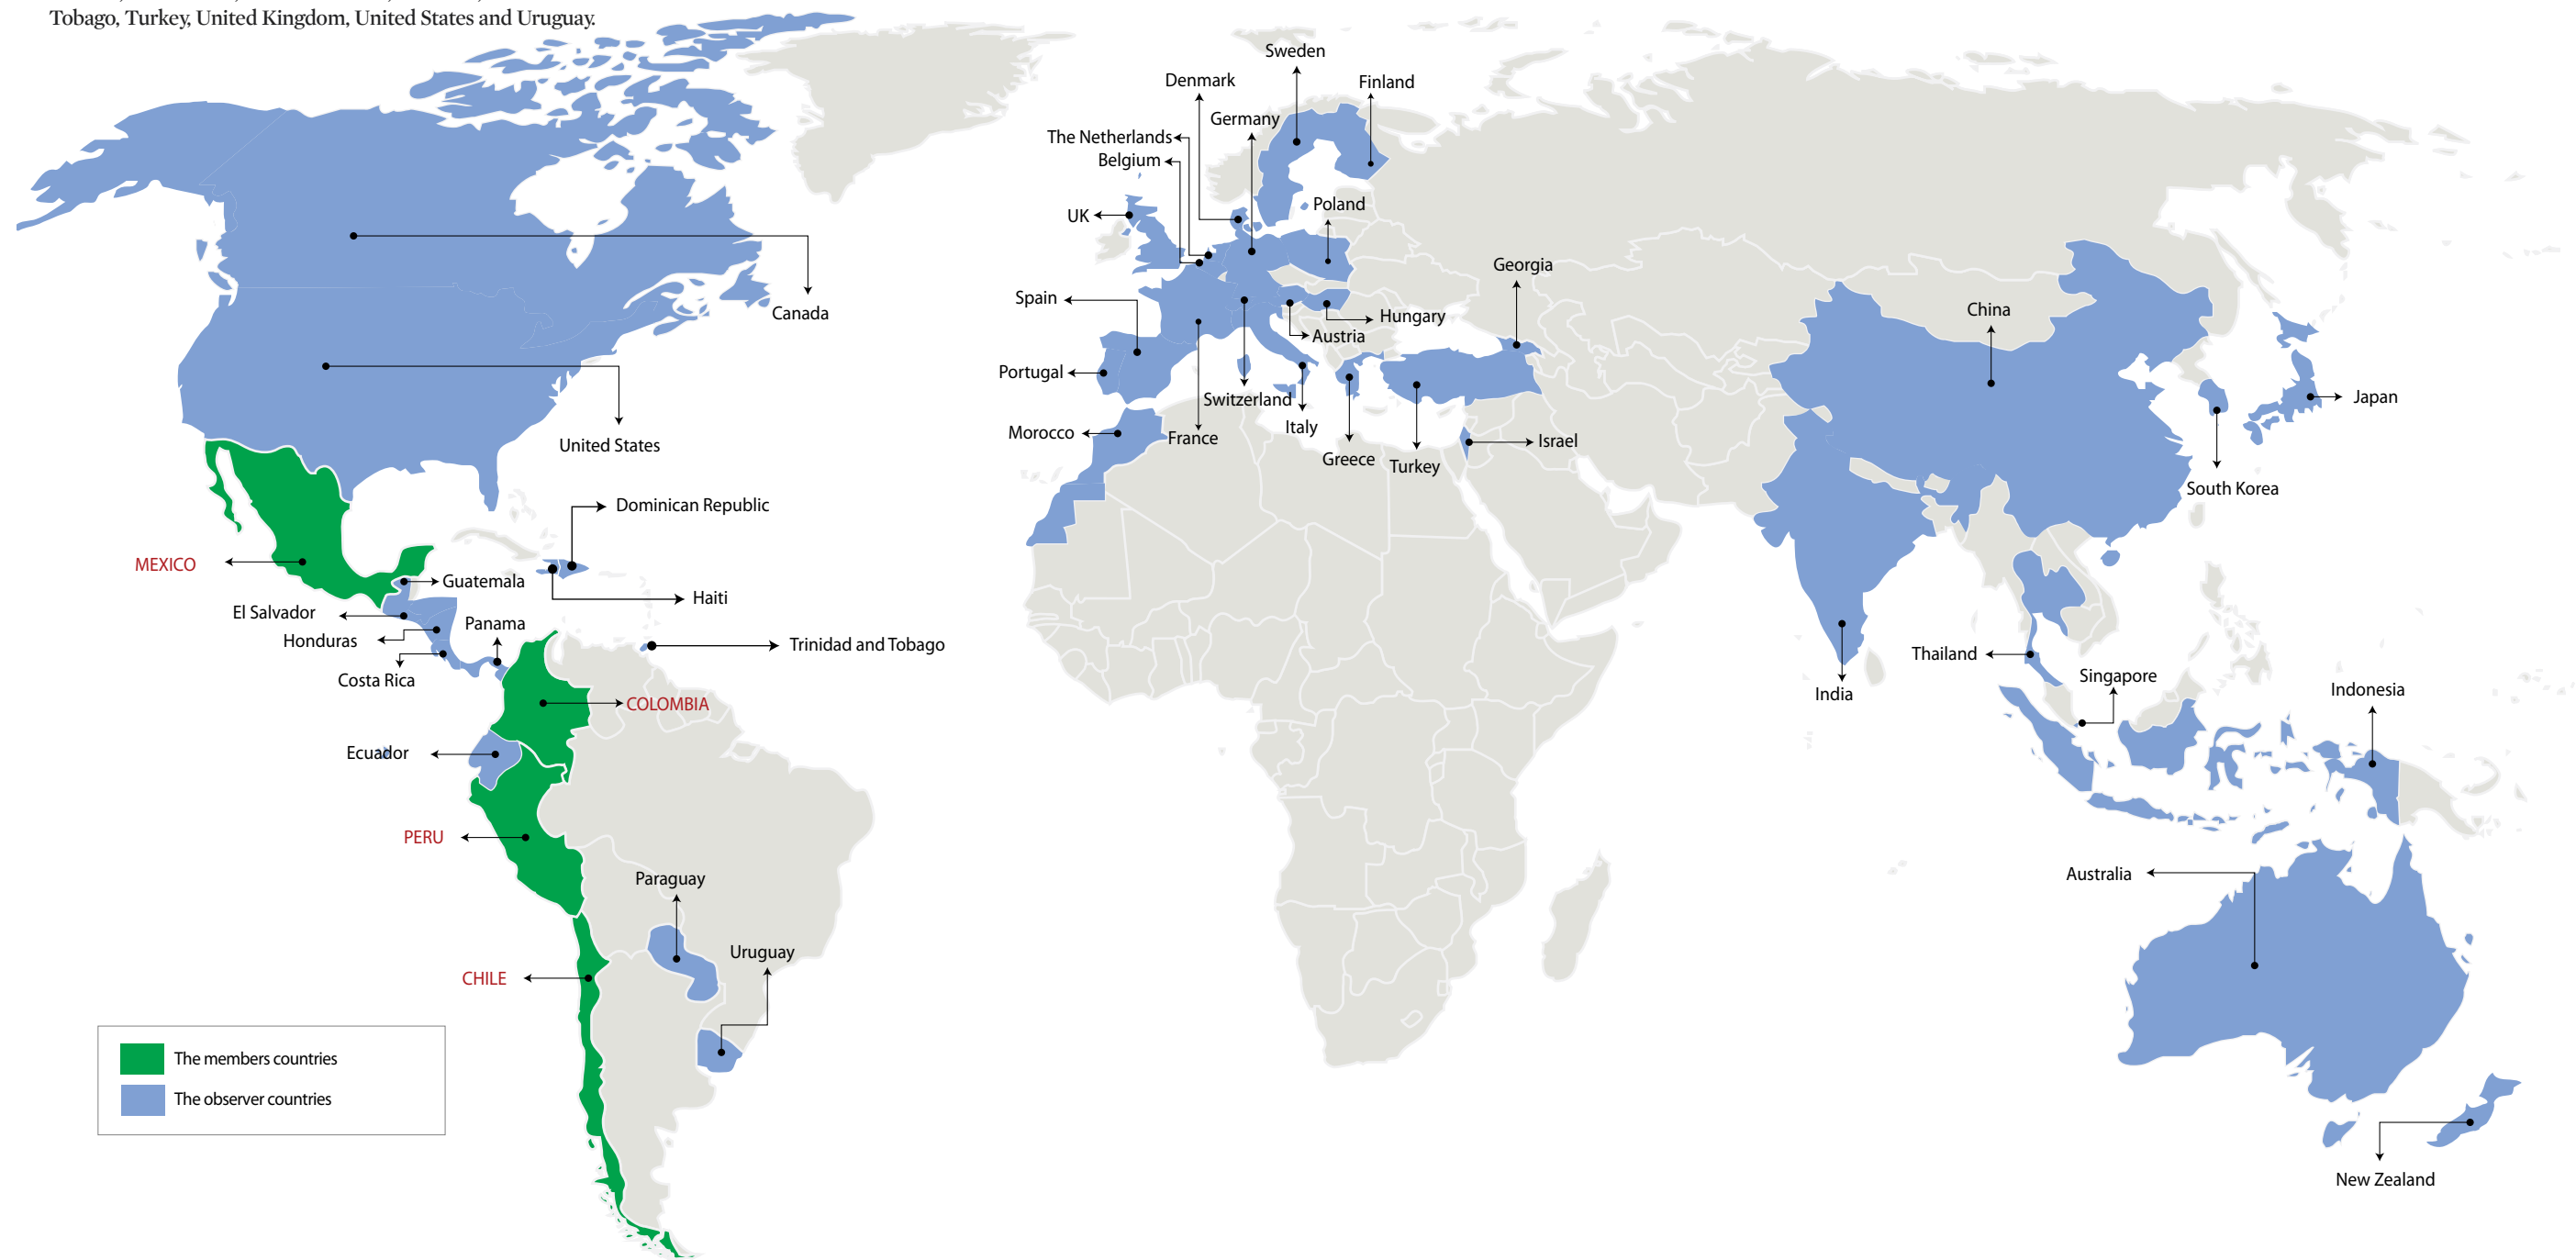 Tobago, Turkey, United Kingdom, United States and Uruguay.
Sweden
Denmark
Finland
Germany
The Netherlands
Belgium
UK
Poland
Georgia
Spain
Canada
China
Hungary
Austria
Portugal
Switzerland
Japan
Morocco
France
Italy
United States
Israel
Greece
Turkey
South Korea
Dominican Republic
MEXICO
Guatemala
Haiti
El Salvador
Panama
Honduras
Trinidad and Tobago
Thailand
Costa Rica
Singapore
Indonesia
India
COLOMBIA
Ecuador
PERU
Australia
Paraguay
Uruguay
CHILE
The members countries
The observer countries
New Zealand